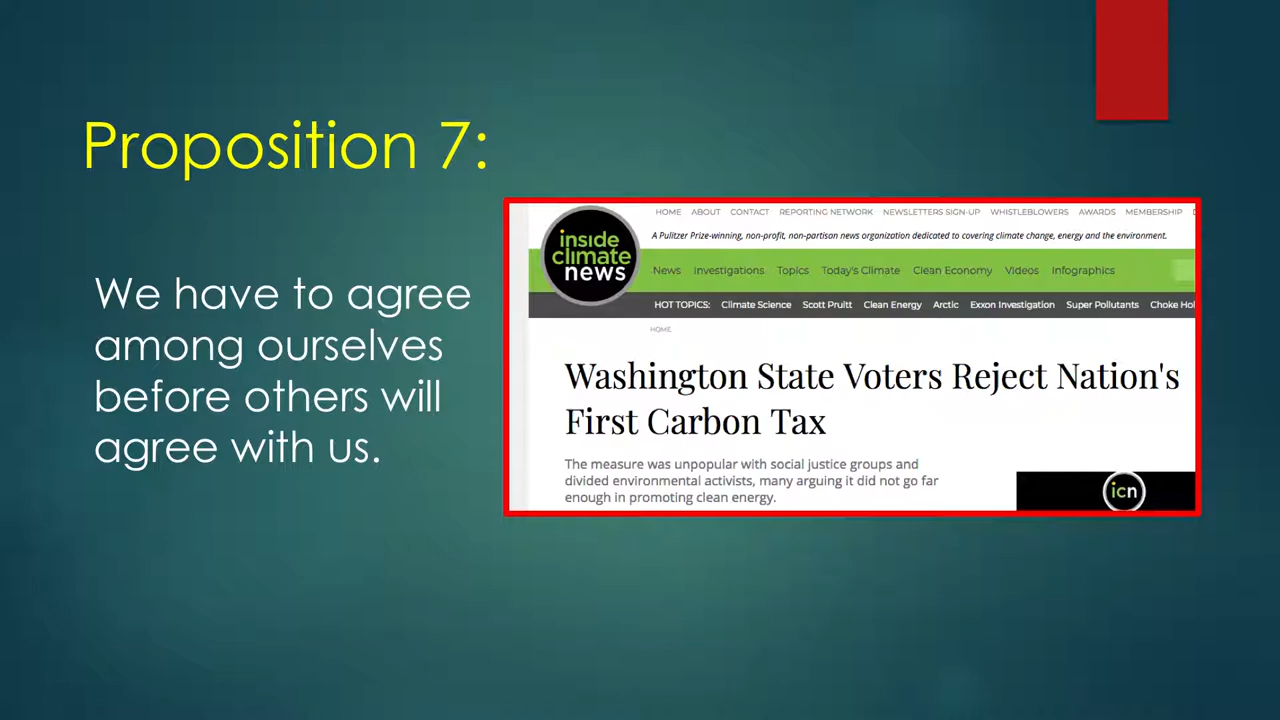 Proposition 7:
We have to agree
among ourselves
before others will
agree with us.
inside
climate
news
HOME ABOUT CONTACT REPORTING NETWORK NEWSLETTERS SIGN-UP WHISTLEBLOWERS AWARDS MEMBERSHIP
A Pulitzer Prize-winning, non-profit, non-partisan news organization dedicated to covering climate change, energy and the environment.
News Investigations Topics Today's Climate Clean Economy Videos Infographics
HOT TOPICS: Climate Science Scott Pruitt Clean Energy Arctic Exxon Investigation Super Pollutants Choke Hol
HOME
Washington State Voters Reject Nation's
First Carbon Tax
The measure was unpopular with social justice groups and
divided environmental activists, many arguing it did not go far
enough in promoting clean energy.
icn